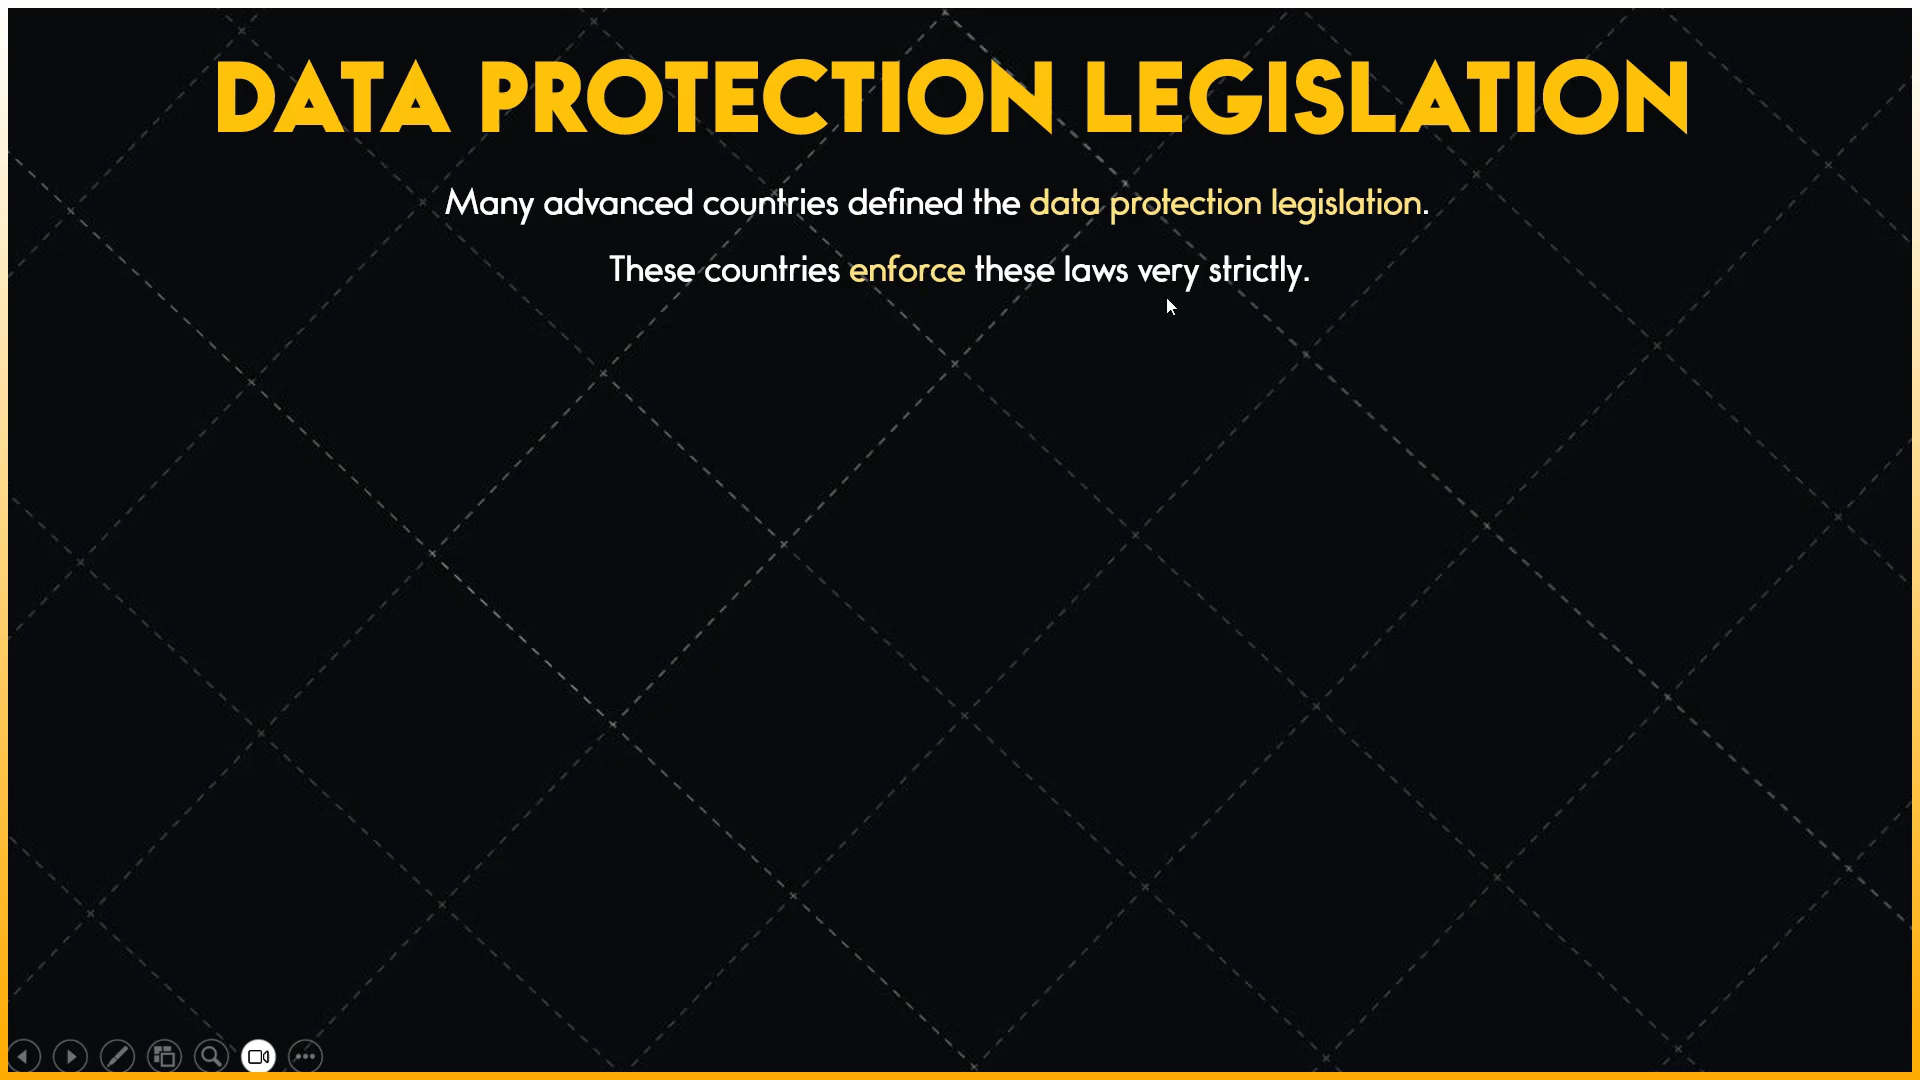 DATA PROTECTION LEGISLATION
Many advanced countries defined the data protection legislation.
These countries enforce these laws very strictly.